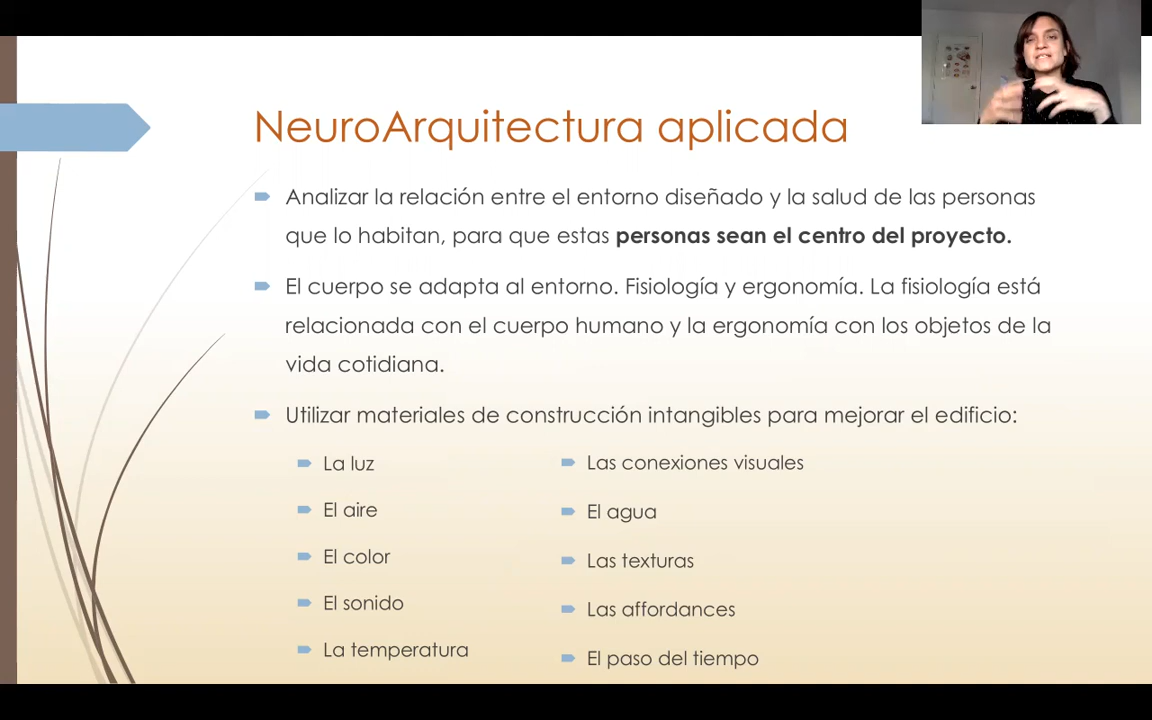 NeuroArquitectura aplicada
Analizar la relación entre el entorno diseñado y la salud de las personas
que lo habitan, para que estas personas sean el centro del proyecto.
El cuerpo se adapta al entorno. Fisiología y ergonomía. La fisiología está
relacionada con el cuerpo humano y la ergonomía con los objetos de la
vida cotidiana.
Utilizar materiales de construcción intangibles para mejorar el edificio:
La luz
El aire
El color
El sonido
La temperatura
Las conexiones visuales
El agua
Las texturas
Las affordances
El paso del tiempo